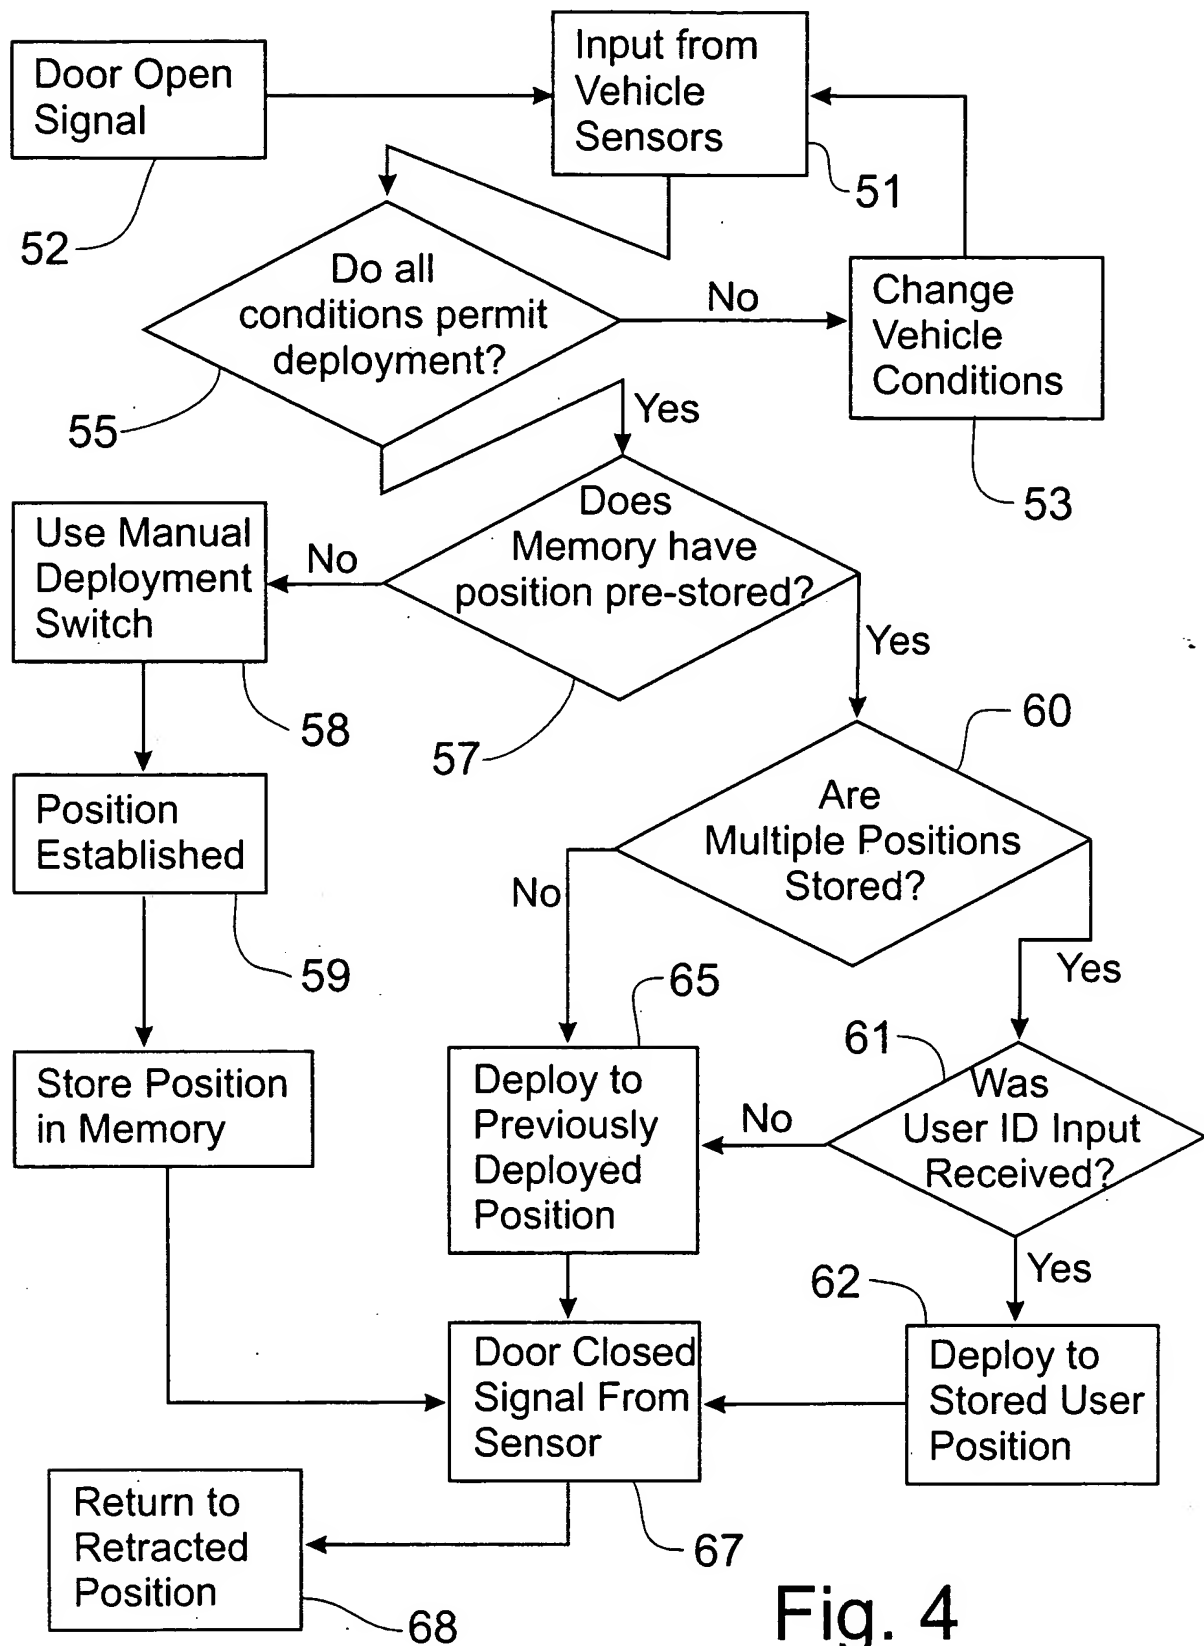 Door Open
Signal
52
Input from
Vehicle
Sensors
51
Do all
conditions permit
deployment?
55
No
Change
Vehicle
Conditions
53
Yes
Does
Memory have
position pre-stored?
57
No
Use Manual
Deployment
Switch
58
Yes
Position
Established
59
60
Are
Multiple Positions
Stored?
No
Yes
Store Position
in Memory
65
Deploy to
Previously
Deployed
Position
61
Was
User ID Input
Received?
No
Yes
62
Deploy to
Stored User
Position
Door Closed
Signal From
Sensor
67
Return to
Retracted
Position
68
Fig. 4